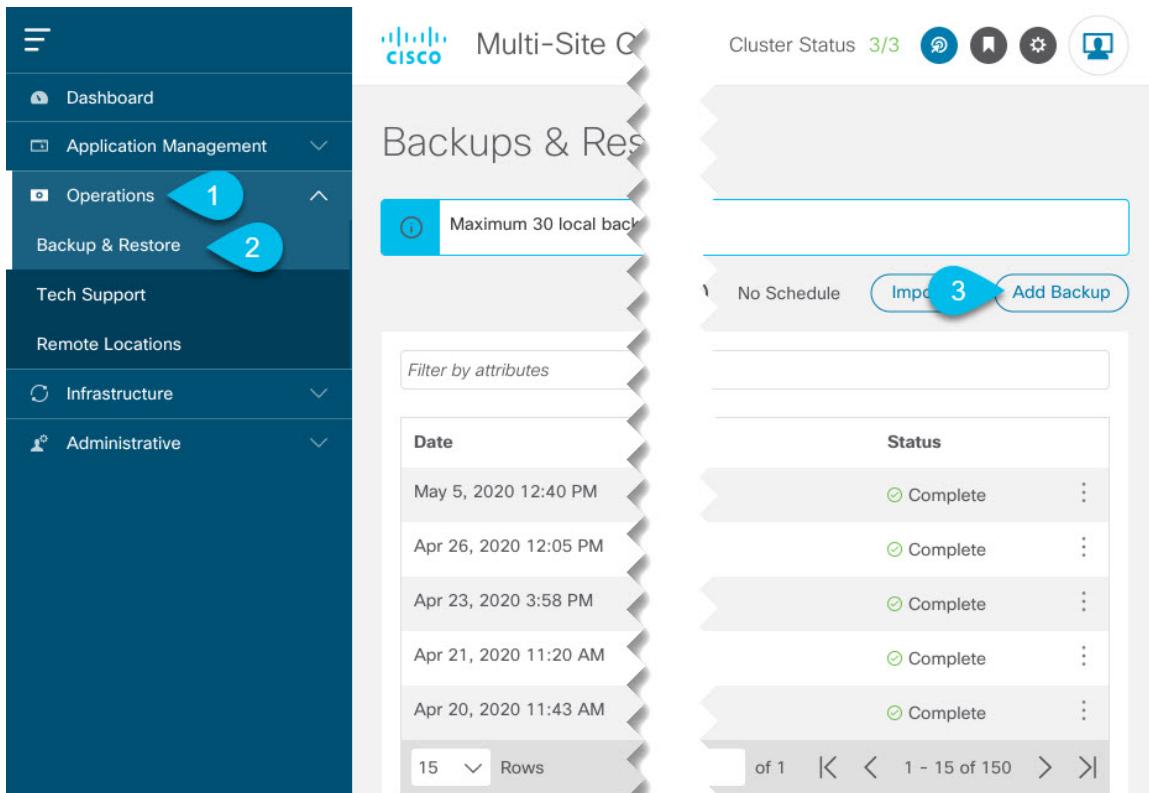 Dashboard
Application Management
Operations 1
Backup & Restore 2
Tech Support
Remote Locations
Infrastructure
Administrative
CISCO Multi-Site Cluster Status 3/3
Backups & Res
Maximum 30 local back
No Schedule Impo 3 Add Backup
Filter by attributes
Date Status
May 5, 2020 12:40 PM Complete
Apr 26, 2020 12:05 PM Complete
Apr 23, 2020 3:58 PM Complete
Apr 21, 2020 11:20 AM Complete
Apr 20, 2020 11:43 AM Complete
15 Rows of 1 1 - 15 of 150